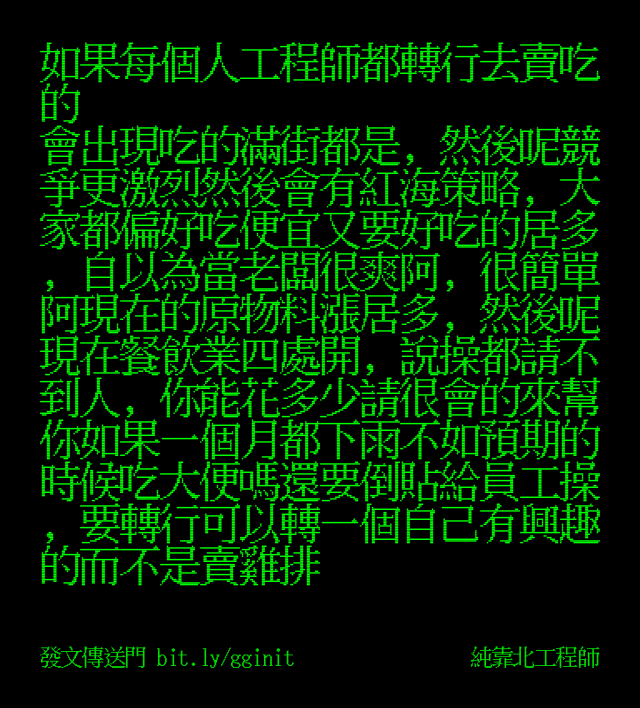 如果每個人工程師都轉行去賣吃
的
會出現吃的滿街都是，然後呢競
爭更激烈然後會有紅海策略，大
家都偏好吃便宜又要好吃的居多
，自以為當老闆很爽阿，很簡單
阿現在的原物料漲居多，然後呢
現在餐飲業四處開，說操都請不
到人，你能花多少請很會的來幫
你如果一個月都下雨不如預期的
時候吃大便嗎還要倒貼給員工操
，要轉行可以轉一個自己有興趣
的而不是賣雞排
發文傳送門 bit.ly/gginit
純靠北工程師